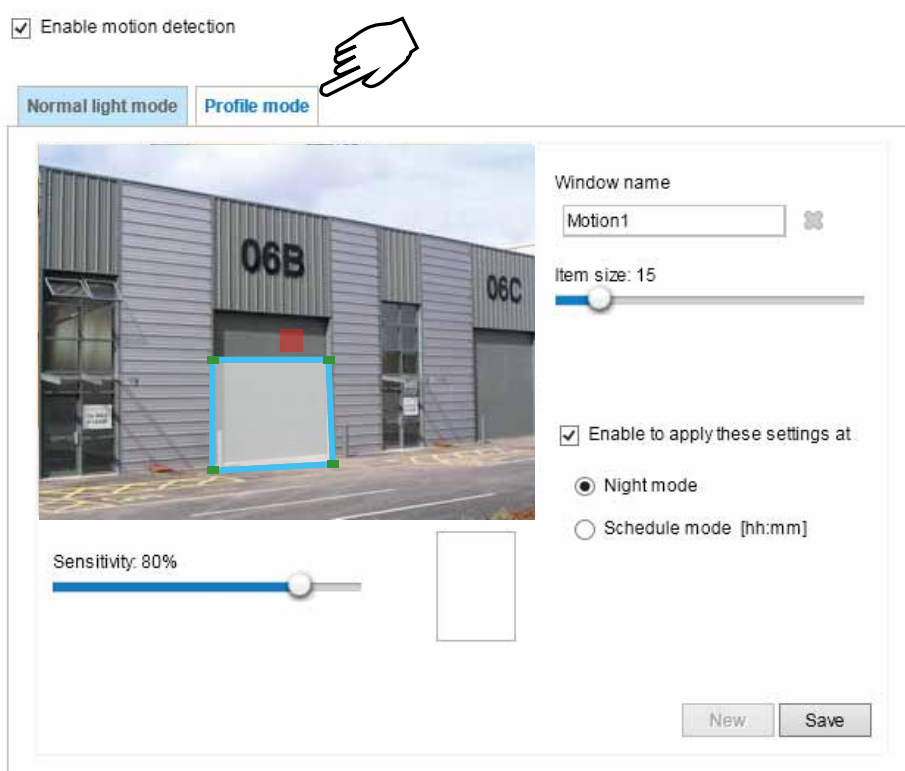 Enable motion detection
Normal light mode
Profile mode
06B
06C
Window name
Motion1
Item size: 15
Enable to apply these settings at
Night mode
Schedule mode [hh:mm]
Sensitivity: 80%
New
Save